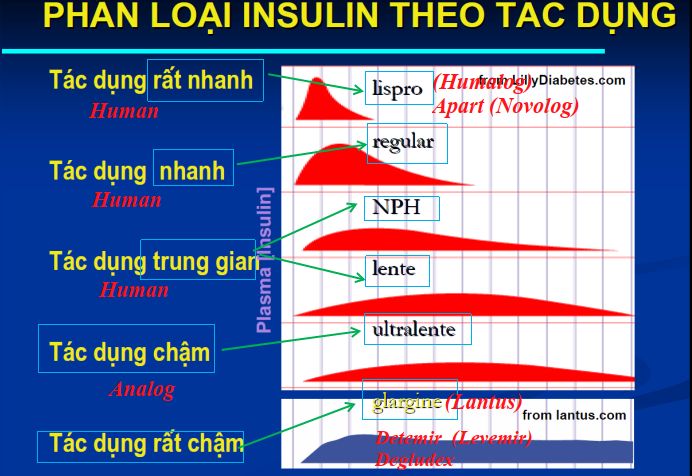 PHÂN LOẠI INSULIN THEO TÁC DỤNG
Tác dụng rất nhanh
Human
lispro (Humalog)
from LillyDiabetes.com
Apart (Novolog)
regular
Tác dụng nhanh
Human
NPH
Tác dụng trung gian
Human
lente
Plasma [Insulin]
ultralente
Tác dụng chậm
Analog
glargine (Lantus)
from lantus.com
Tác dụng rất chậm
Detemir (Levemir)
Degludex